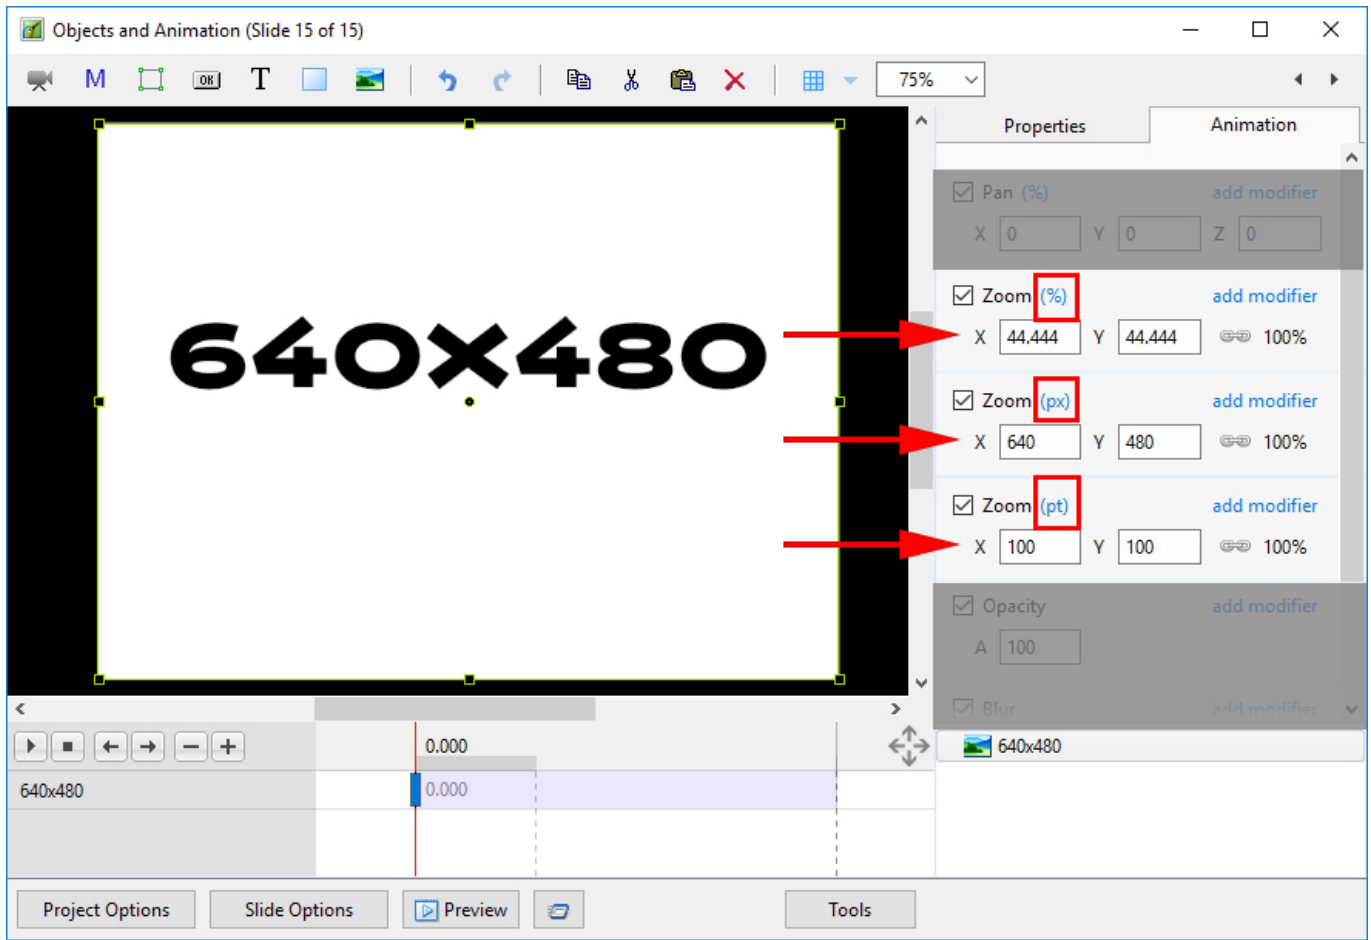 Objects and Animation (Slide 15 of 15)
M OK T 75%
Properties Animation
Pan (%) add modifier
X 0 Y 0 Z 0
Zoom (%) add modifier
X 44.444 Y 44.444 100%
640x480
Zoom (px) add modifier
X 640 Y 480 100%
Zoom (pt) add modifier
X 100 Y 100 100%
Opacity add modifier
A 100
Blur add modifier
0.000
640x480
640x480 0.000
Project Options Slide Options Preview Tools